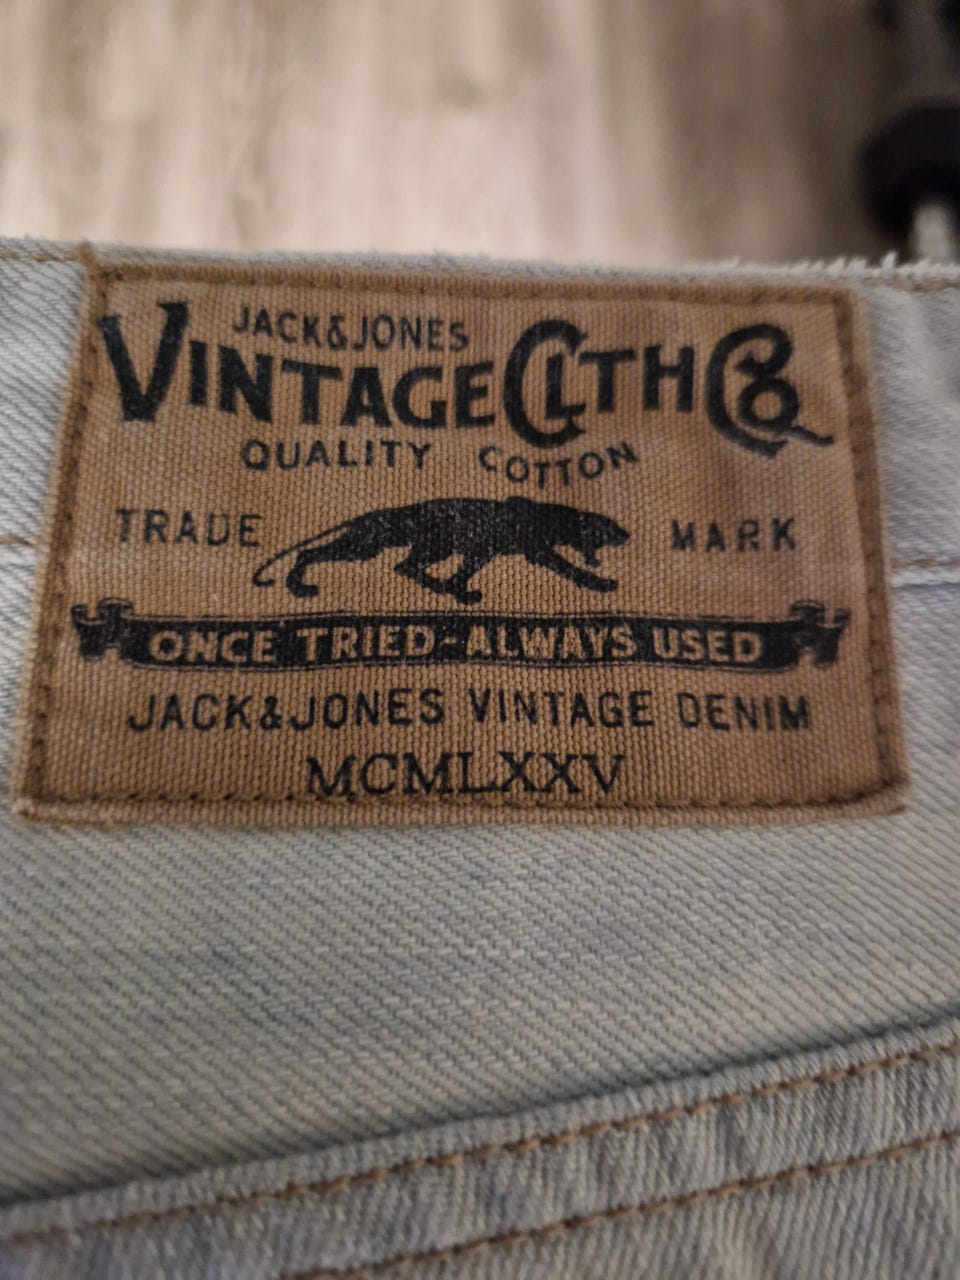 JACK&JONES
VINTAGE CLTH CO
QUALITY COTTON
TRADE MARK
ONCE TRIED-ALWAYS USED
JACK&JONES VINTAGE DENIM
MCMLXXV